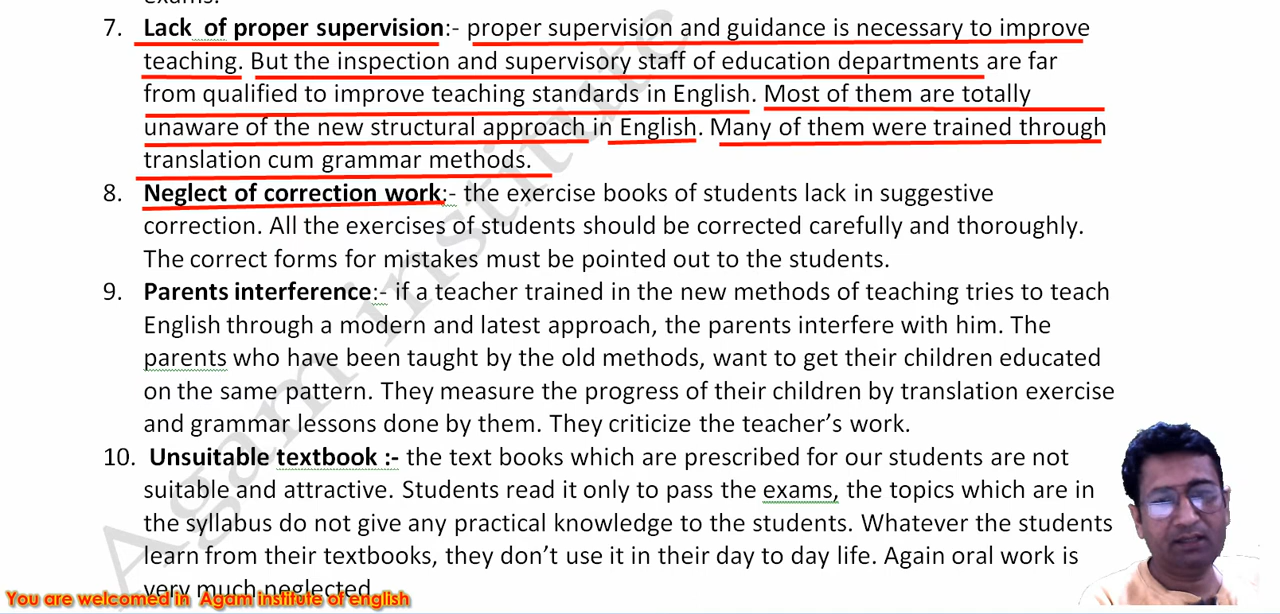 exams.
7. Lack of proper supervision:- proper supervision and guidance is necessary to improve
teaching. But the inspection and supervisory staff of education departments are far
from qualified to improve teaching standards in English. Most of them are totally
unaware of the new structural approach in English. Many of them were trained through
translation cum grammar methods.
8. Neglect of correction work:- the exercise books of students lack in suggestive
correction. All the exercises of students should be corrected carefully and thoroughly.
The correct forms for mistakes must be pointed out to the students.
9. Parents interference:- if a teacher trained in the new methods of teaching tries to teach
English through a modern and latest approach, the parents interfere with him. The
parents who have been taught by the old methods, want to get their children educated
on the same pattern. They measure the progress of their children by translation exercise
and grammar lessons done by them. They criticize the teacher's work.
10. Unsuitable textbook :- the text books which are prescribed for our students are not
suitable and attractive. Students read it only to pass the exams, the topics which are in
the syllabus do not give any practical knowledge to the students. Whatever the students
learn from their textbooks, they don't use it in their day to day life. Again oral work is
very much neglected
You are welcomed in Agam institute of english
Agam institute